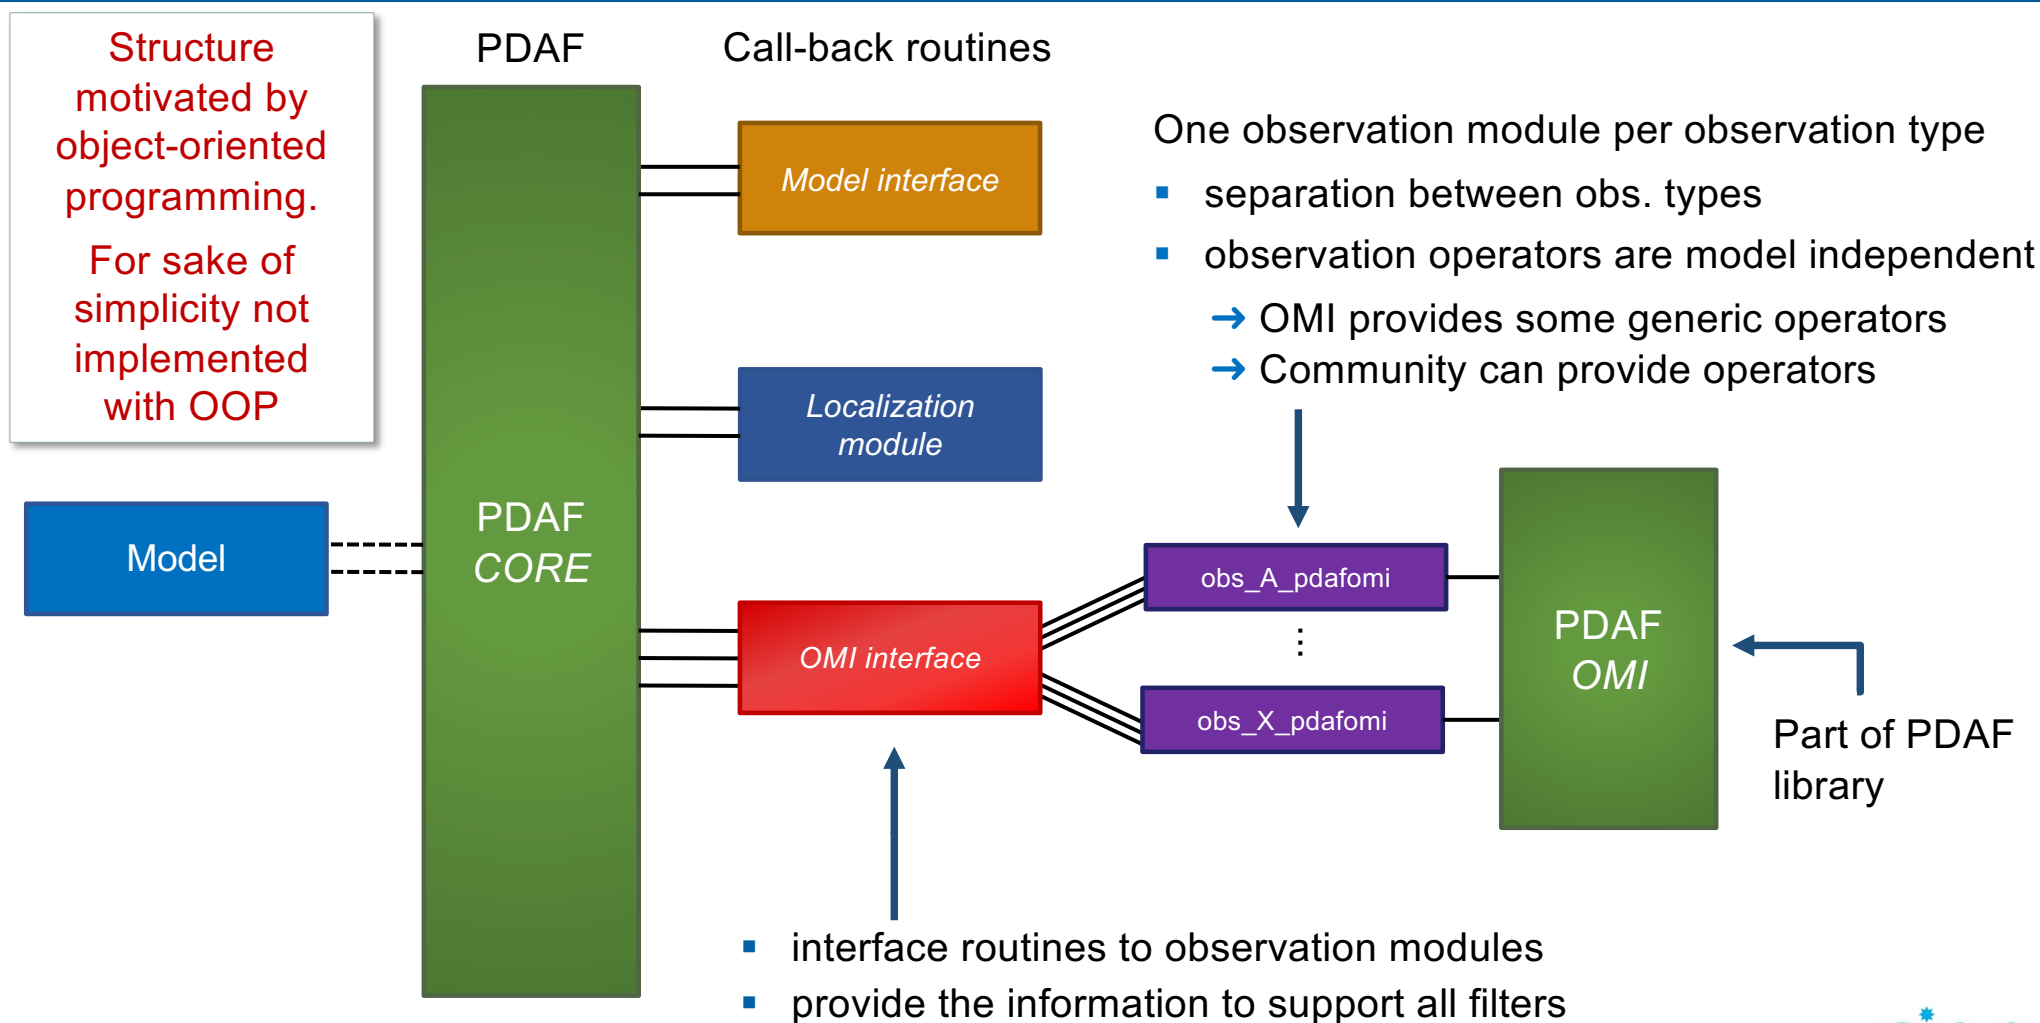 Structure
motivated by
object-oriented
programming.
For sake of
simplicity not
implemented
with OOP
PDAF
Call-back routines
Model interface
Localization
module
Model
PDAF
CORE
OMI interface
One observation module per observation type
▪ separation between obs. types
▪ observation operators are model independent
➔ OMI provides some generic operators
➔ Community can provide operators
obs_A_pdafomi
⋮
obs_X_pdafomi
PDAF
OMI
Part of PDAF
library
▪ interface routines to observation modules
▪ provide the information to support all filters